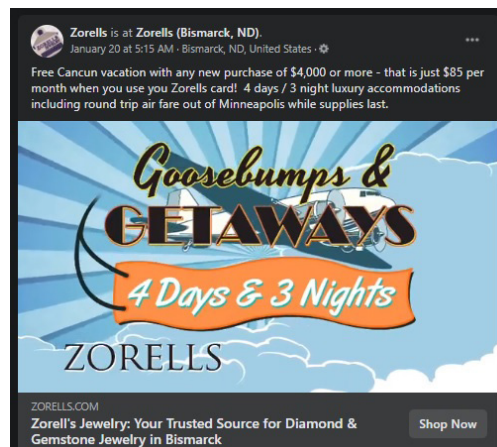 Zorells is at Zorells (Bismarck, ND).
January 20 at 5:15 AM · Bismarck, ND, United States ·
Free Cancun vacation with any new purchase of $4,000 or more - that is just $85 per
month when you use you Zorells card! 4 days / 3 night luxury accommodations
including round trip air fare out of Minneapolis while supplies last.
Goosebumps &
GETAWAYS
4 Days & 3 Nights
ZORELLS
ZORELLS.COM
Zorell's Jewelry: Your Trusted Source for Diamond &
Gemstone Jewelry in Bismarck
Shop Now